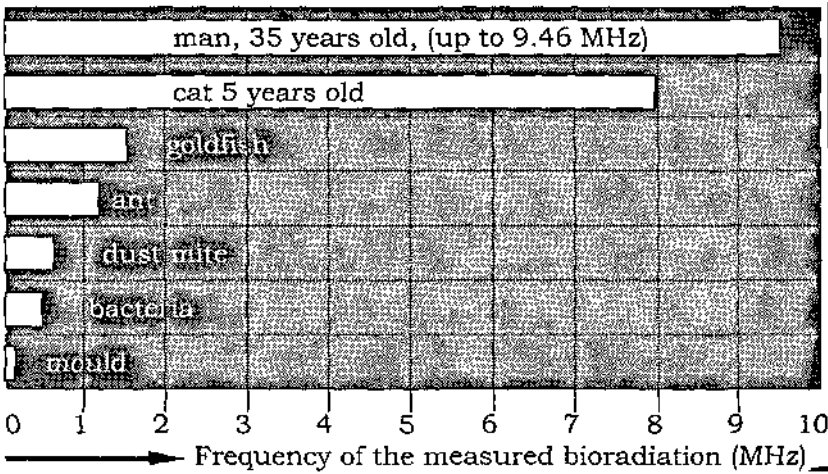 man, 35 years old, (up to 9.46 MHz)
cat 5 years old
goldfish
ant
dust mite
bacteria
mould
0 1 2 3 4 5 6 7 8 9 10
Frequency of the measured bioradiation (MHz)